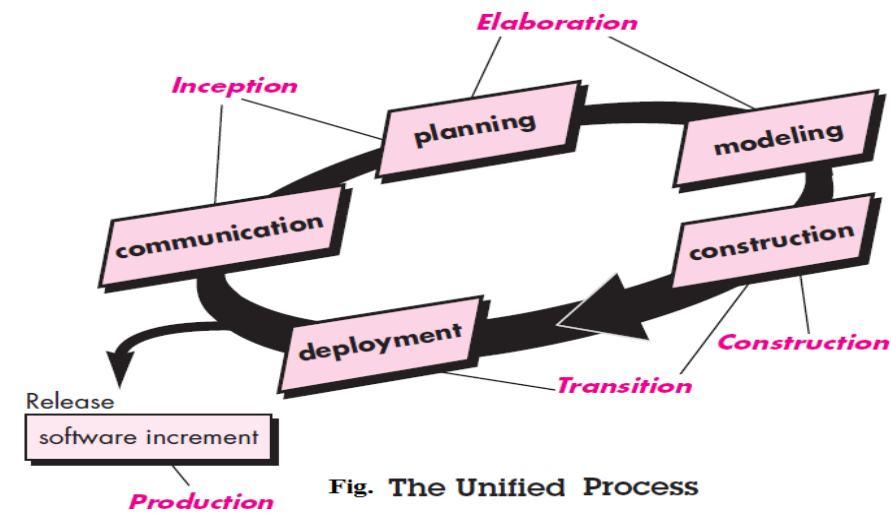 Elaboration
Inception
planning
modeling
communication
construction
deployment
Construction
Transition
Release
software increment
Production
Fig. The Unified Process